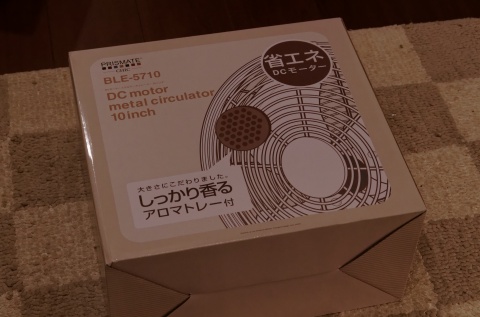 PRISMATE
BLE-5710
DC motor
metal circulator
10inch
省エネ
DCモーター
大きさにこだわりました。
しっかり香る
アロマトレー付